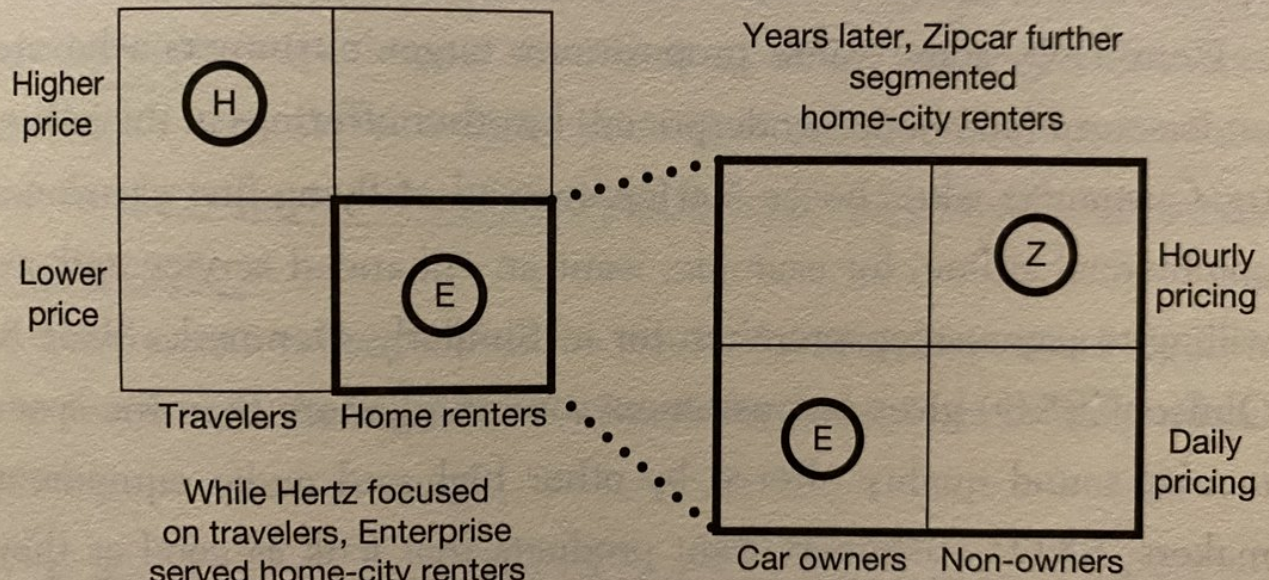 Higher
price
H
Lower
price
E
Travelers
Home renters
While Hertz focused
on travelers, Enterprise
served home-city renters
Years later, Zipcar further
segmented
home-city renters
Z
Hourly
pricing
E
Daily
pricing
Car owners
Non-owners